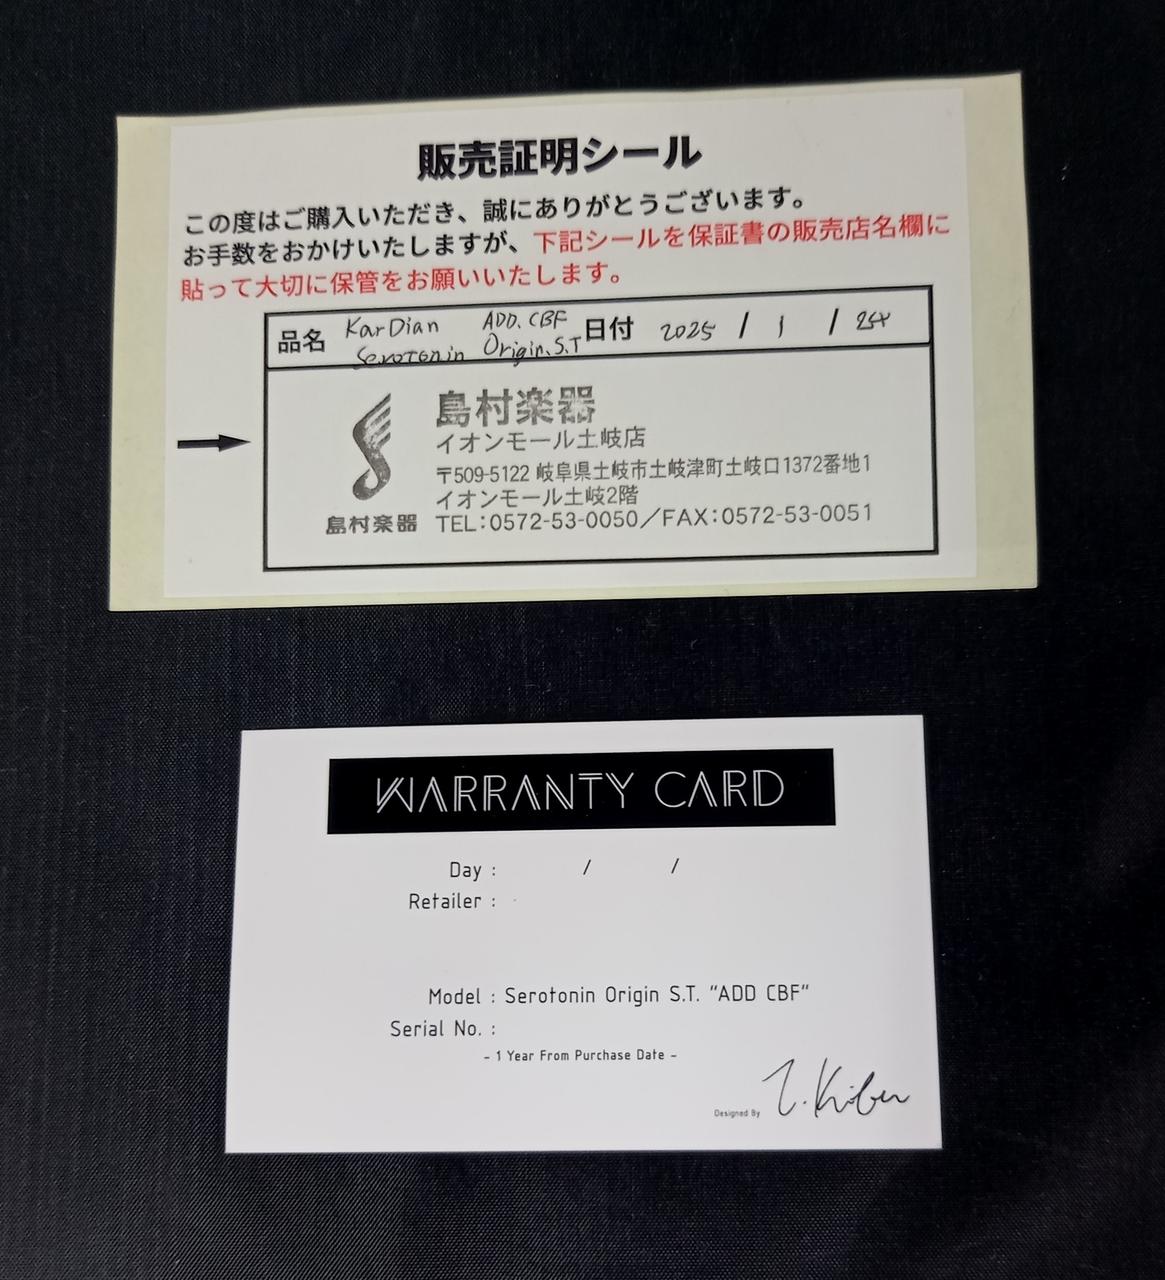 販売証明シール
この度はご購入いただき、誠にありがとうございます。
お手数をおかけいたしますが、下記シールを保証書の販売店名欄に
貼って大切に保管をお願いいたします。
品名 KarDian ADD. CBF 日付 2025 / 1 / 24
Serotonin Origin. S.T
島村楽器
イオンモール土岐店
〒509-5122 岐阜県土岐市土岐津町土岐口1372番地1
イオンモール土岐2階
島村楽器 TEL:0572-53-0050/FAX:0572-53-0051
WARRANTY CARD
Day : / /
Retailer :
Model : Serotonin Origin S.T. "ADD CBF"
Serial No. :
- 1 Year From Purchase Date -
Designed By